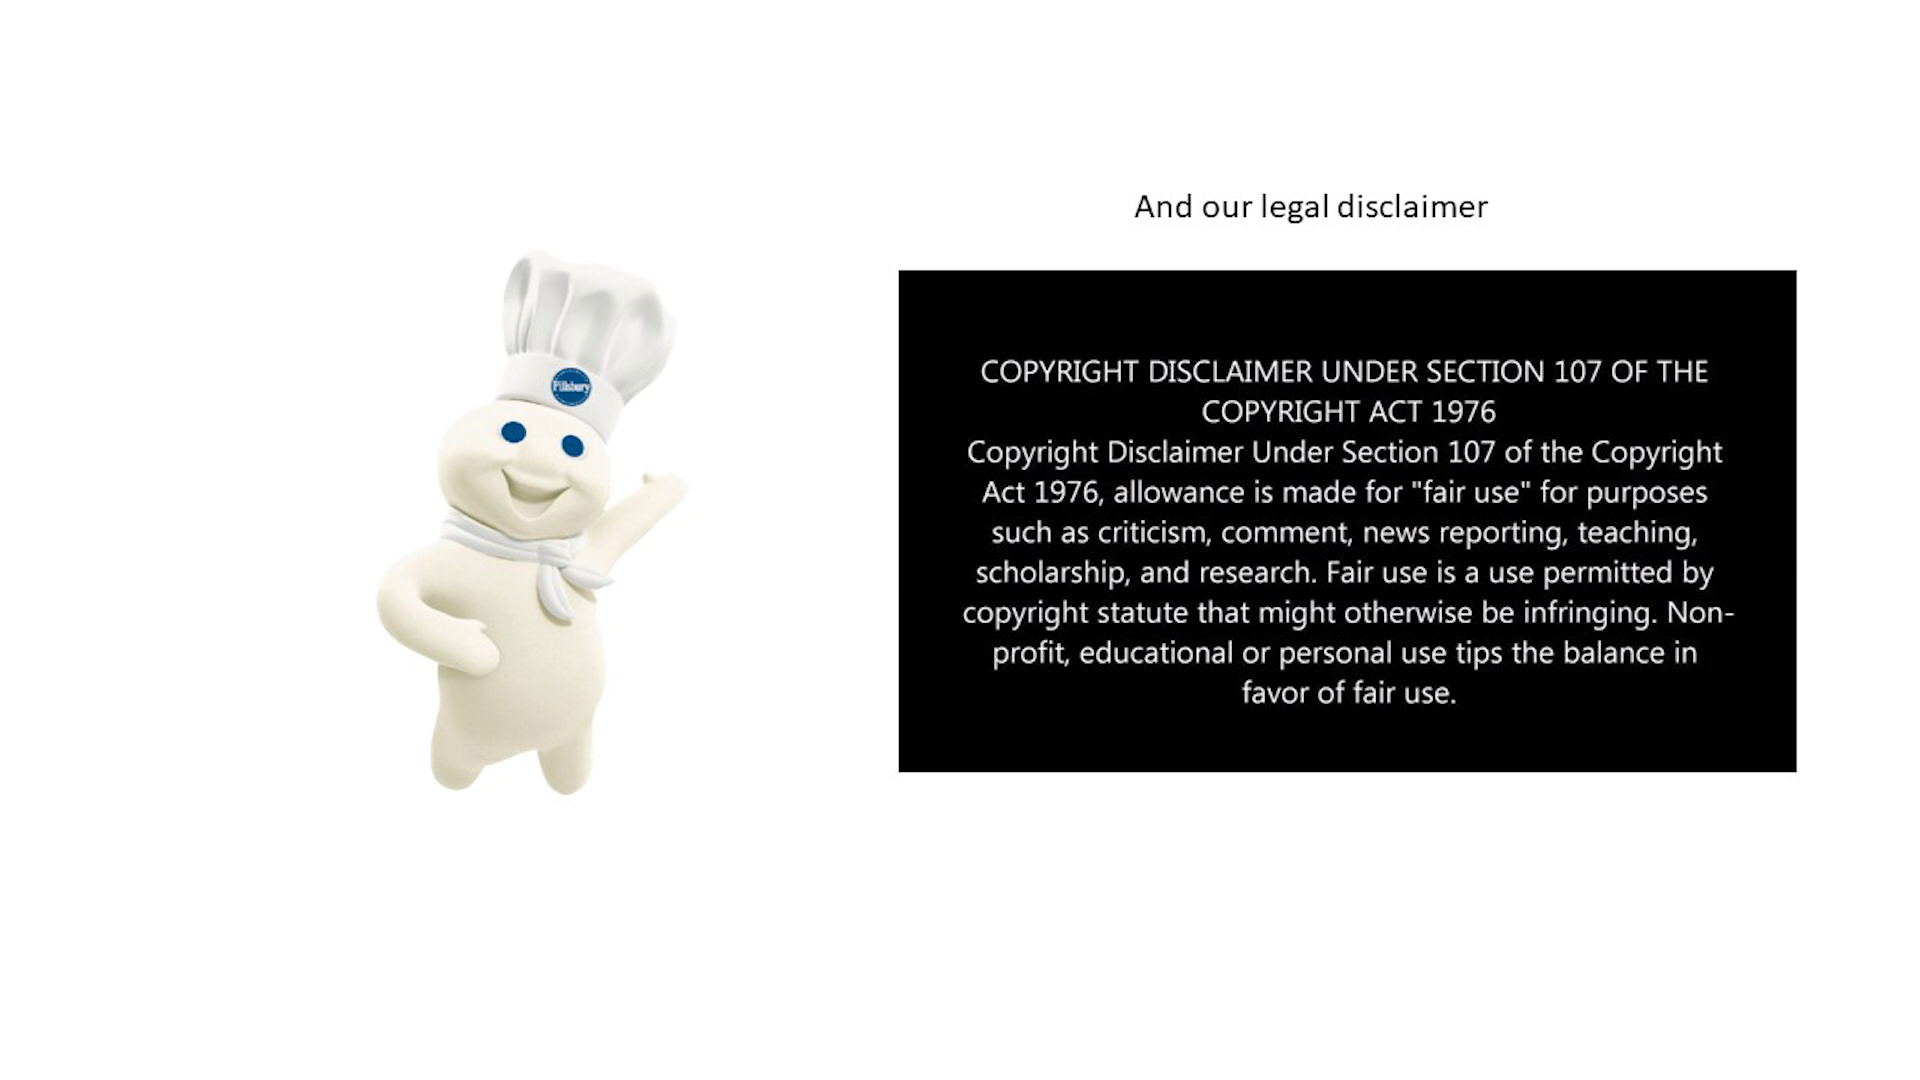 And our legal disclaimer
Pillsbury
COPYRIGHT DISCLAIMER UNDER SECTION 107 OF THE
COPYRIGHT ACT 1976
Copyright Disclaimer Under Section 107 of the Copyright
Act 1976, allowance is made for "fair use" for purposes
such as criticism, comment, news reporting, teaching,
scholarship, and research. Fair use is a use permitted by
copyright statute that might otherwise be infringing. Non-
profit, educational or personal use tips the balance in
favor of fair use.